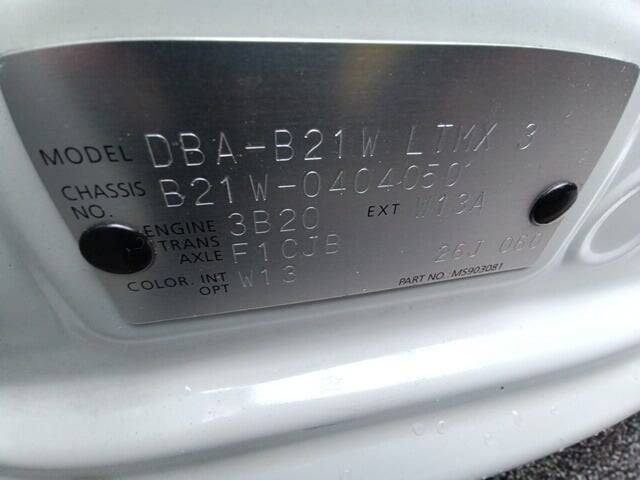 MODEL DBA-B21W LTMX 3
CHASSIS NO. B21W-0404050
ENGINE 3B20 EXT W13A
TRANS AXLE F1CJB 26J 060
COLOR. INT OPT W13
PART NO.: MS903081